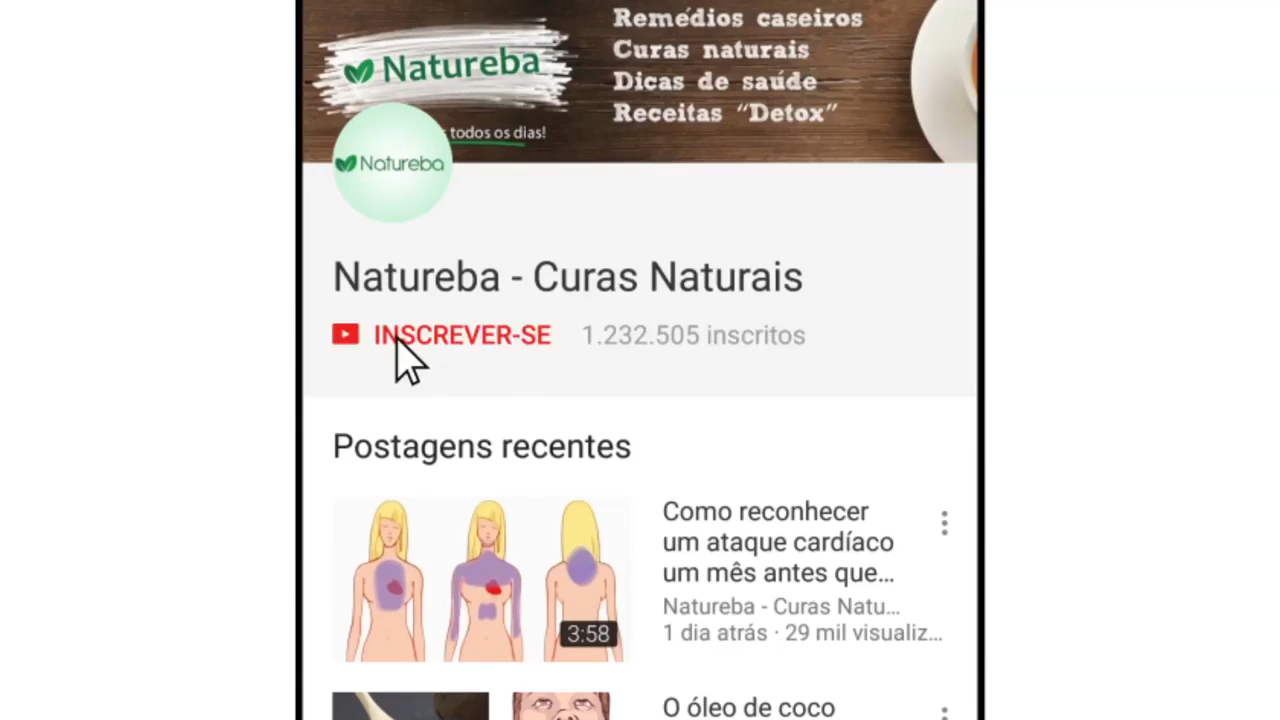 Remédios caseiros
Curas naturais
Dicas de saúde
Receitas “Detox”
Natureba
todos os dias!
Natureba
Natureba - Curas Naturais
INSCREVER-SE 1.232.505 inscritos
Postagens recentes
Como reconhecer
um ataque cardíaco
um mês antes que...
Natureba - Curas Natu...
1 dia atrás · 29 mil visualiz...
3:58
O óleo de coco